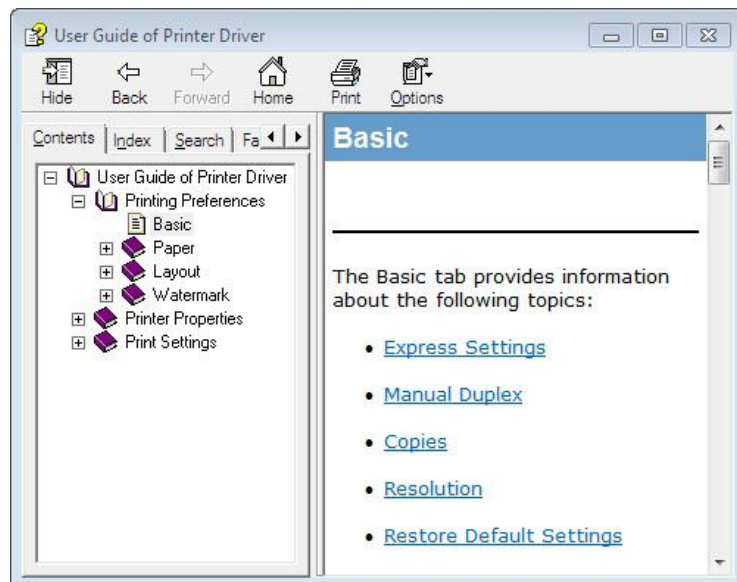 User Guide of Printer Driver
Hide Back Forward Home Print Options
Contents Index Search Fa
User Guide of Printer Driver
Printing Preferences
Basic
Paper
Layout
Watermark
Printer Properties
Print Settings
Basic
The Basic tab provides information
about the following topics:
• Express Settings
• Manual Duplex
• Copies
• Resolution
• Restore Default Settings